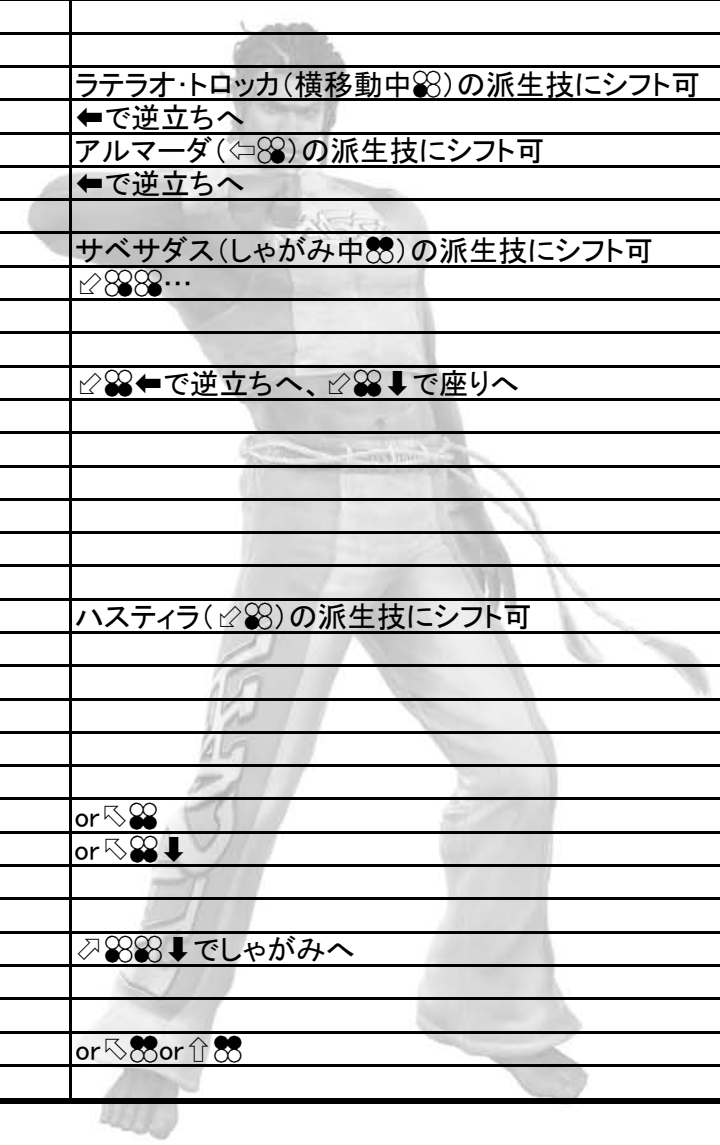 ラテラオ・トロッカ(横移動中)の派生技にシフト可
⬅で逆立ちへ
アルマーダ(⇦)の派生技にシフト可
⬅で逆立ちへ
サベサダス(しゃがみ中)の派生技にシフト可
⬃…
⬃⬅で逆立ちへ、⬃⬇で座りへ
ハスティラ(⬃)の派生技にシフト可
or⬁
or⬁⬇
⬀⬇でしゃがみへ
or⬁or⇧